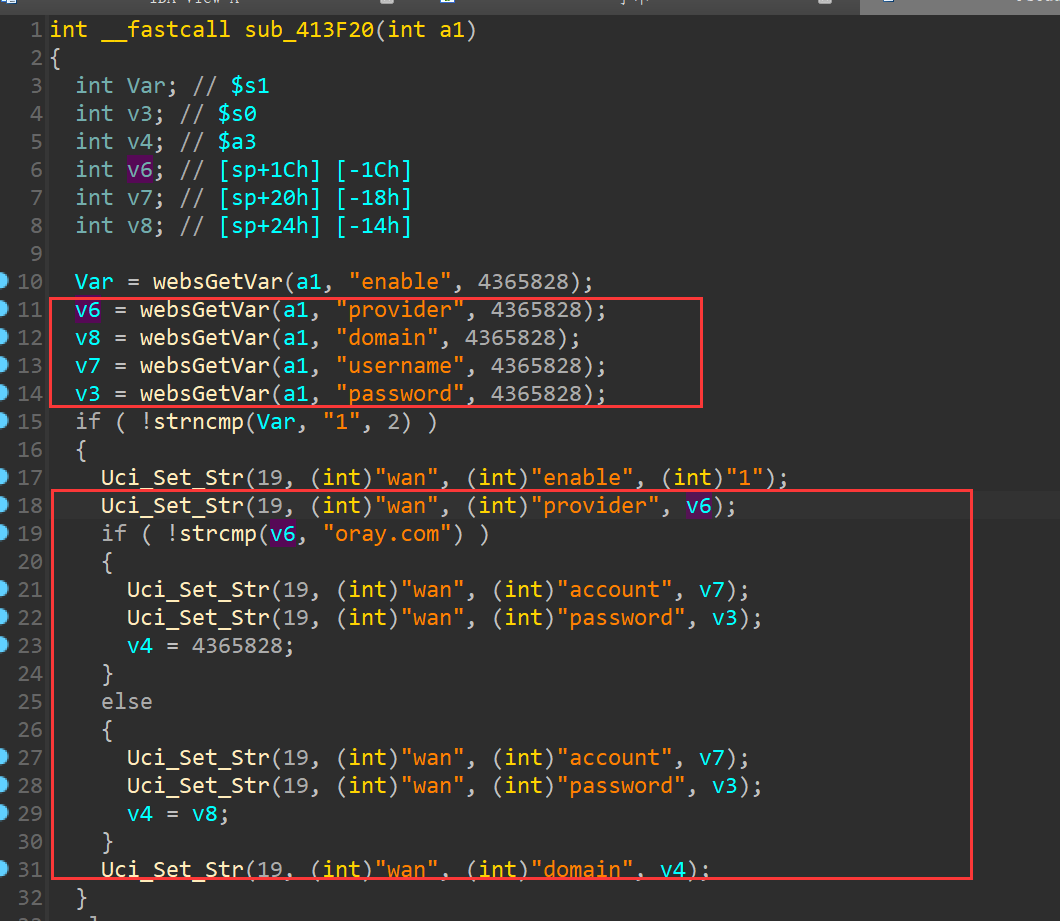 1 int __fastcall sub_413F20(int a1)
2 {
3 int Var; // $s1
4 int v3; // $s0
5 int v4; // $a3
6 int v6; // [sp+1Ch] [-1Ch]
7 int v7; // [sp+20h] [-18h]
8 int v8; // [sp+24h] [-14h]
9
10 Var = websGetVar(a1, "enable", 4365828);
11 v6 = websGetVar(a1, "provider", 4365828);
12 v8 = websGetVar(a1, "domain", 4365828);
13 v7 = websGetVar(a1, "username", 4365828);
14 v3 = websGetVar(a1, "password", 4365828);
15 if ( !strncmp(Var, "1", 2) )
16 {
17 Uci_Set_Str(19, (int)"wan", (int)"enable", (int)"1");
18 Uci_Set_Str(19, (int)"wan", (int)"provider", v6);
19 if ( !strcmp(v6, "oray.com") )
20 {
21 Uci_Set_Str(19, (int)"wan", (int)"account", v7);
22 Uci_Set_Str(19, (int)"wan", (int)"password", v3);
23 v4 = 4365828;
24 }
25 else
26 {
27 Uci_Set_Str(19, (int)"wan", (int)"account", v7);
28 Uci_Set_Str(19, (int)"wan", (int)"password", v3);
29 v4 = v8;
30 }
31 Uci_Set_Str(19, (int)"wan", (int)"domain", v4);
32 }